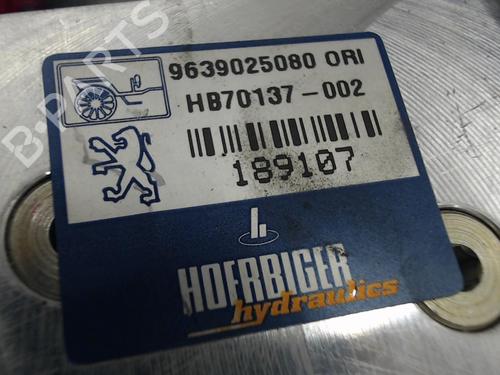 9639025080 ORI
HB70137-002
189107
HOERBIGER
hydraulics
B-PARTS